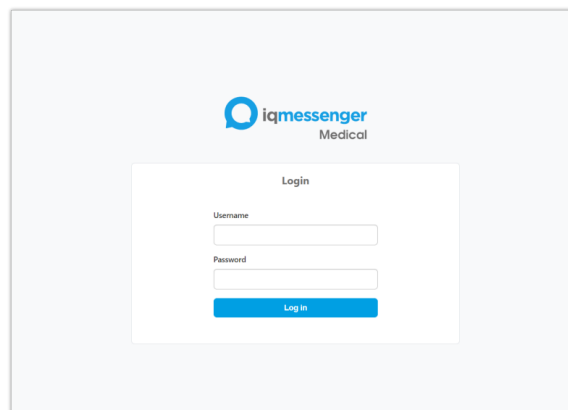 iqmessenger
Medical
Login
Username
Password
Log in